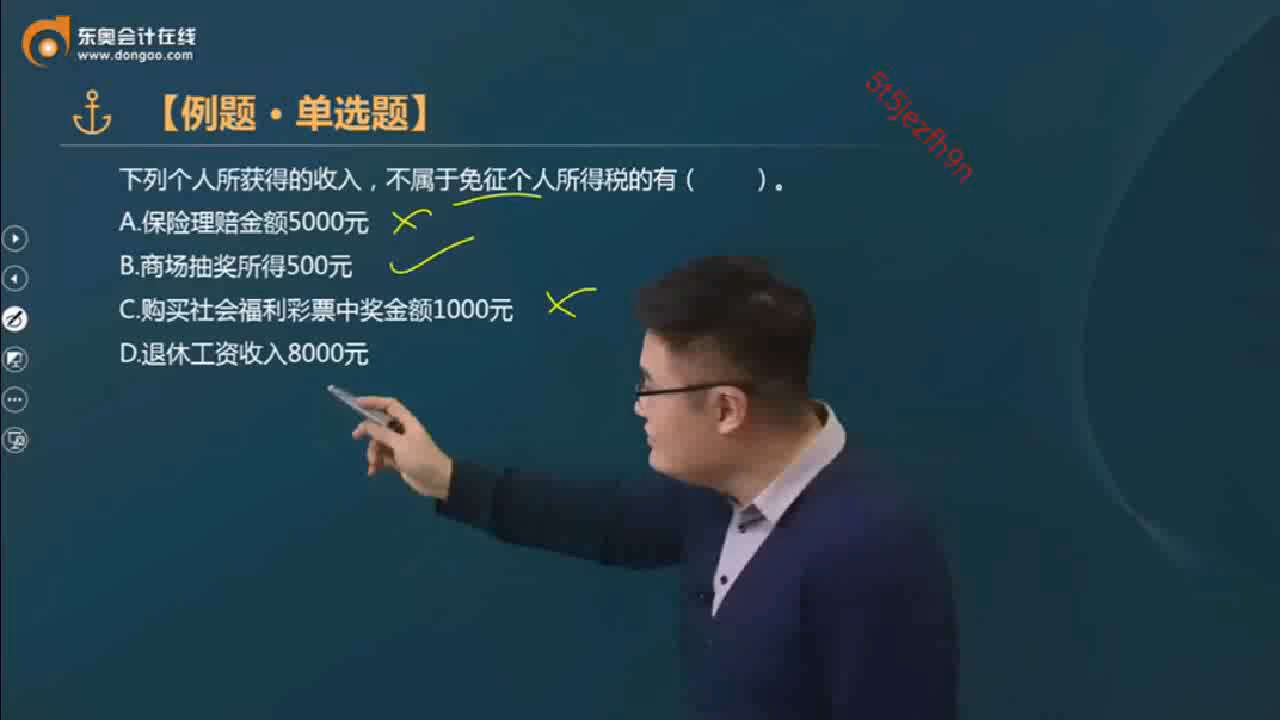 东奥会计在线
www.dongao.com
【例题·单选题】
5t5jezfh9n
下列个人所获得的收入，不属于免征个人所得税的有（　　）。
A.保险理赔金额5000元
B.商场抽奖所得500元
C.购买社会福利彩票中奖金额1000元
D.退休工资收入8000元